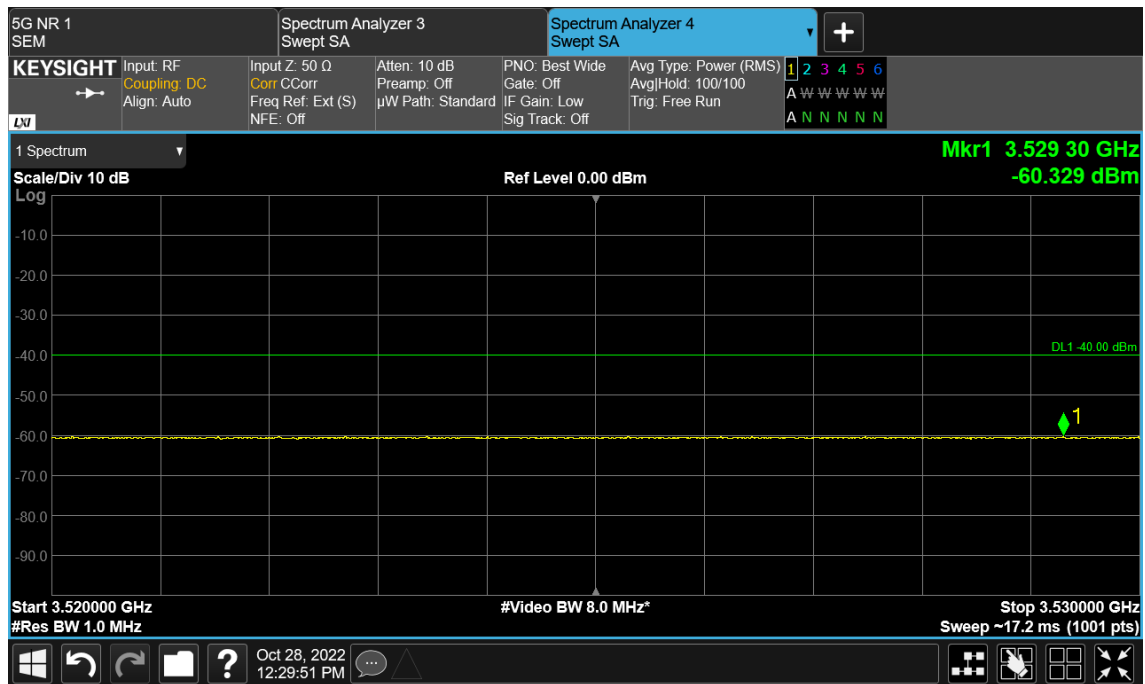 5G NR 1
SEM
Spectrum Analyzer 3
Swept SA
Spectrum Analyzer 4
Swept SA
KEYSIGHT
LXI
Input: RF
Coupling: DC
Align: Auto
Input Z: 50 Ω
Corr CCorr
Freq Ref: Ext (S)
NFE: Off
Atten: 10 dB
Preamp: Off
µW Path: Standard
PNO: Best Wide
Gate: Off
IF Gain: Low
Sig Track: Off
Avg Type: Power (RMS)
Avg|Hold: 100/100
Trig: Free Run
1 2 3 4 5 6
A W W W W W
A N N N N N
1 Spectrum
Mkr1 3.529 30 GHz
-60.329 dBm
Scale/Div 10 dB
Ref Level 0.00 dBm
Log
-10.0
-20.0
-30.0
-40.0
DL1 -40.00 dBm
-50.0
1
-60.0
-70.0
-80.0
-90.0
Start 3.520000 GHz
#Video BW 8.0 MHz*
Stop 3.530000 GHz
#Res BW 1.0 MHz
Sweep ~17.2 ms (1001 pts)
?
Oct 28, 2022
12:29:51 PM